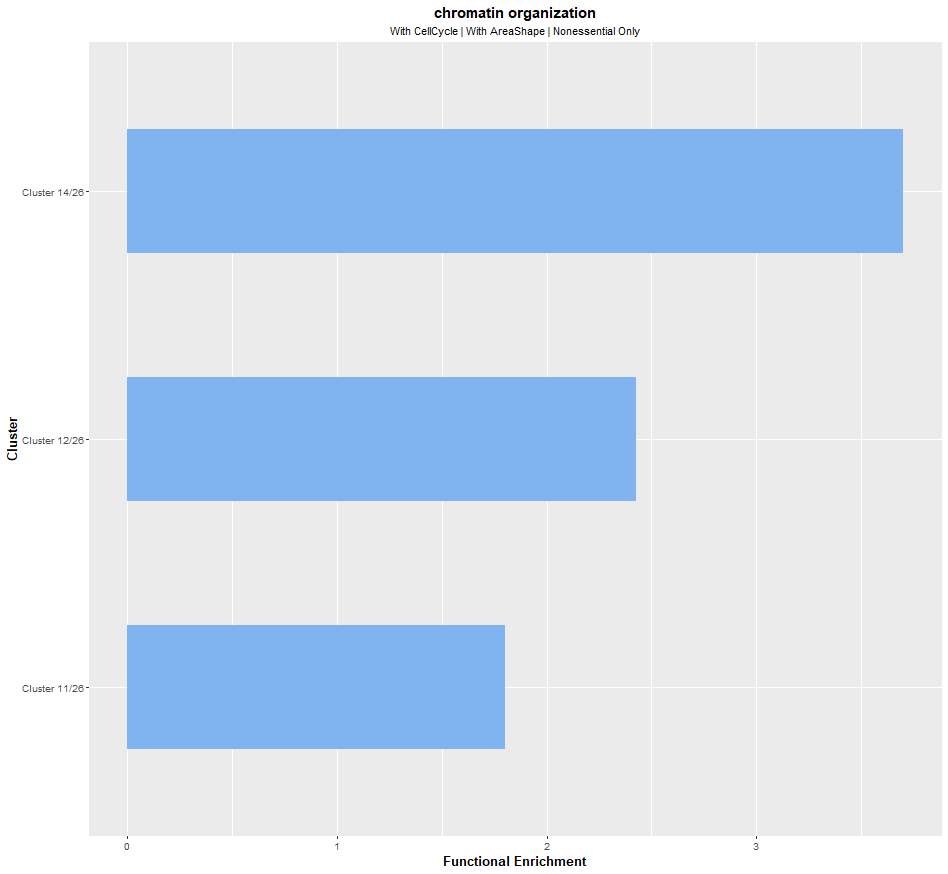 chromatin organization
With CellCycle | With AreaShape | Nonessential Only
Cluster
Cluster 14/26
Cluster 12/26
Cluster 11/26
0 1 2 3
Functional Enrichment